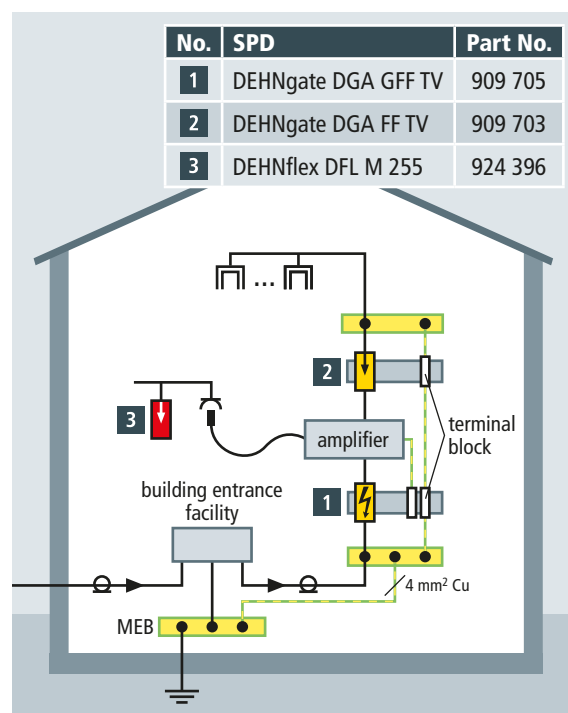 No. SPD Part No.
1 DEHNgate DGA GFF TV 909 705
2 DEHNgate DGA FF TV 909 703
3 DEHNflex DFL M 255 924 396
...
2
3
amplifier
terminal
block
1
building entrance
facility
4 mm² Cu
MEB